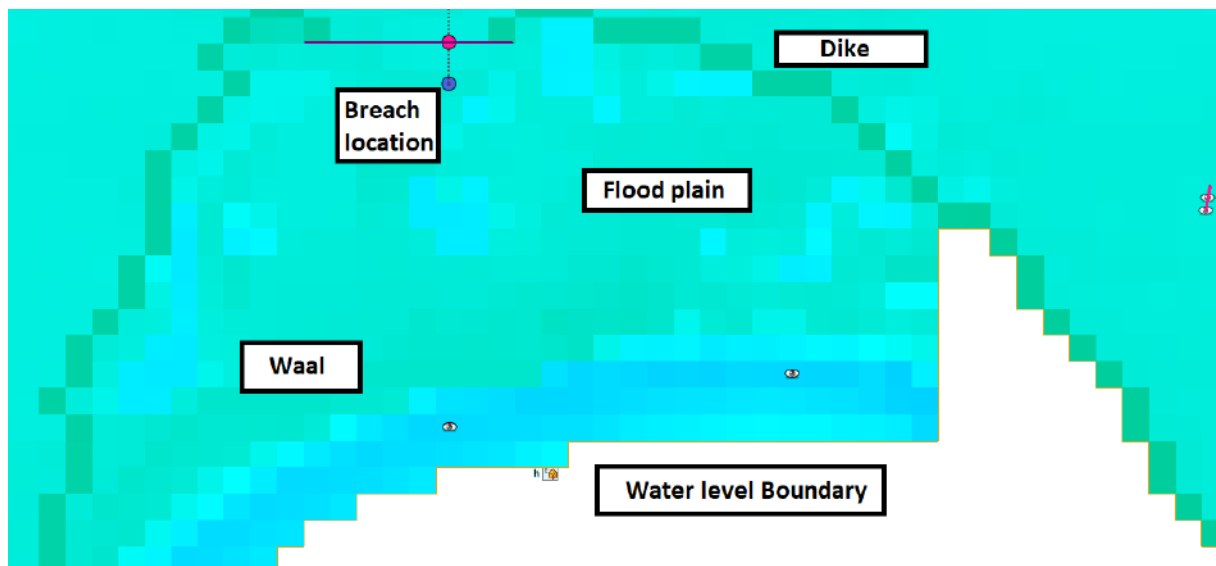 Dike
Breach
location
Flood plain
Waal
h
Water level Boundary